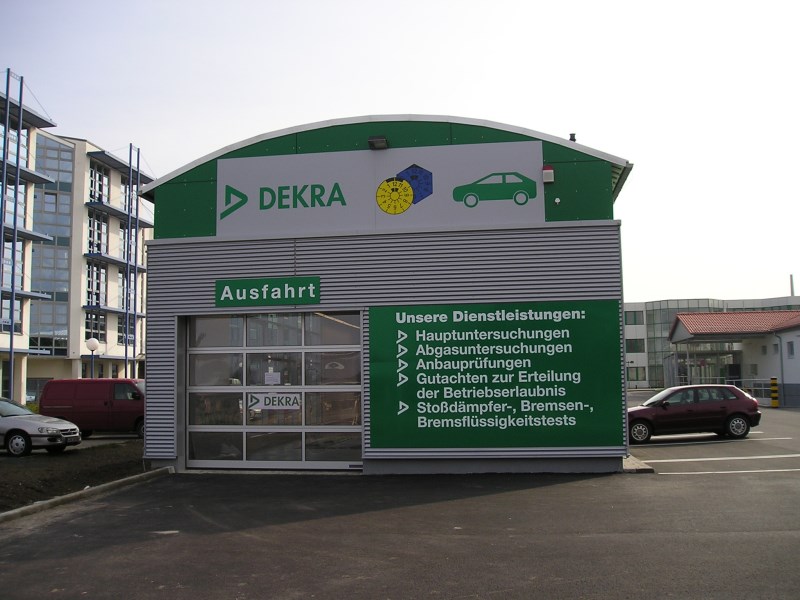 DEKRA
Ausfahrt
Unsere Dienstleistungen:
Hauptuntersuchungen
Abgasuntersuchungen
Anbauprüfungen
Gutachten zur Erteilung
der Betriebserlaubnis
Stoßdämpfer-, Bremsen-,
Bremsflüssigkeitstests
DEKRA